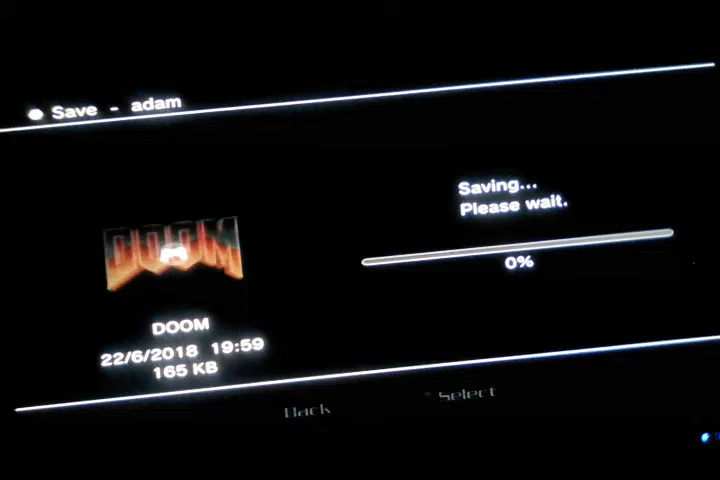 Save - adam
Saving...
Please wait.
0%
DOOM
DOOM
22/6/2018 19:59
165 KB
Back
Select